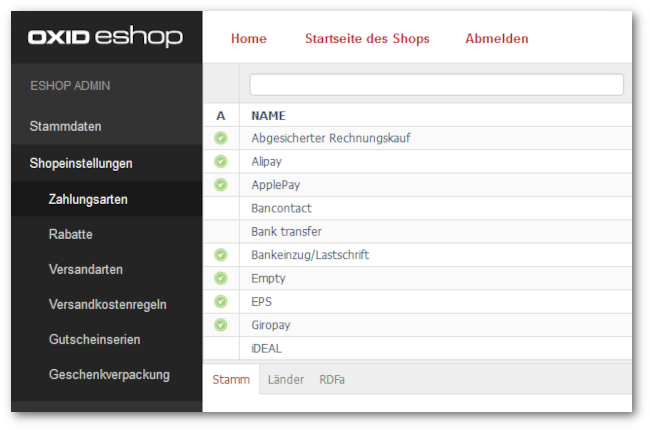 OXID eshop
Home Startseite des Shops Abmelden
ESHOP ADMIN
Stammdaten
Shopeinstellungen
Zahlungsarten
Rabatte
Versandarten
Versandkostenregeln
Gutscheinserien
Geschenkverpackung
A NAME
Abgesicherter Rechnungskauf
Alipay
ApplePay
Bancontact
Bank transfer
Bankeinzug/Lastschrift
Empty
EPS
Giropay
iDEAL
Stamm Länder RDFa